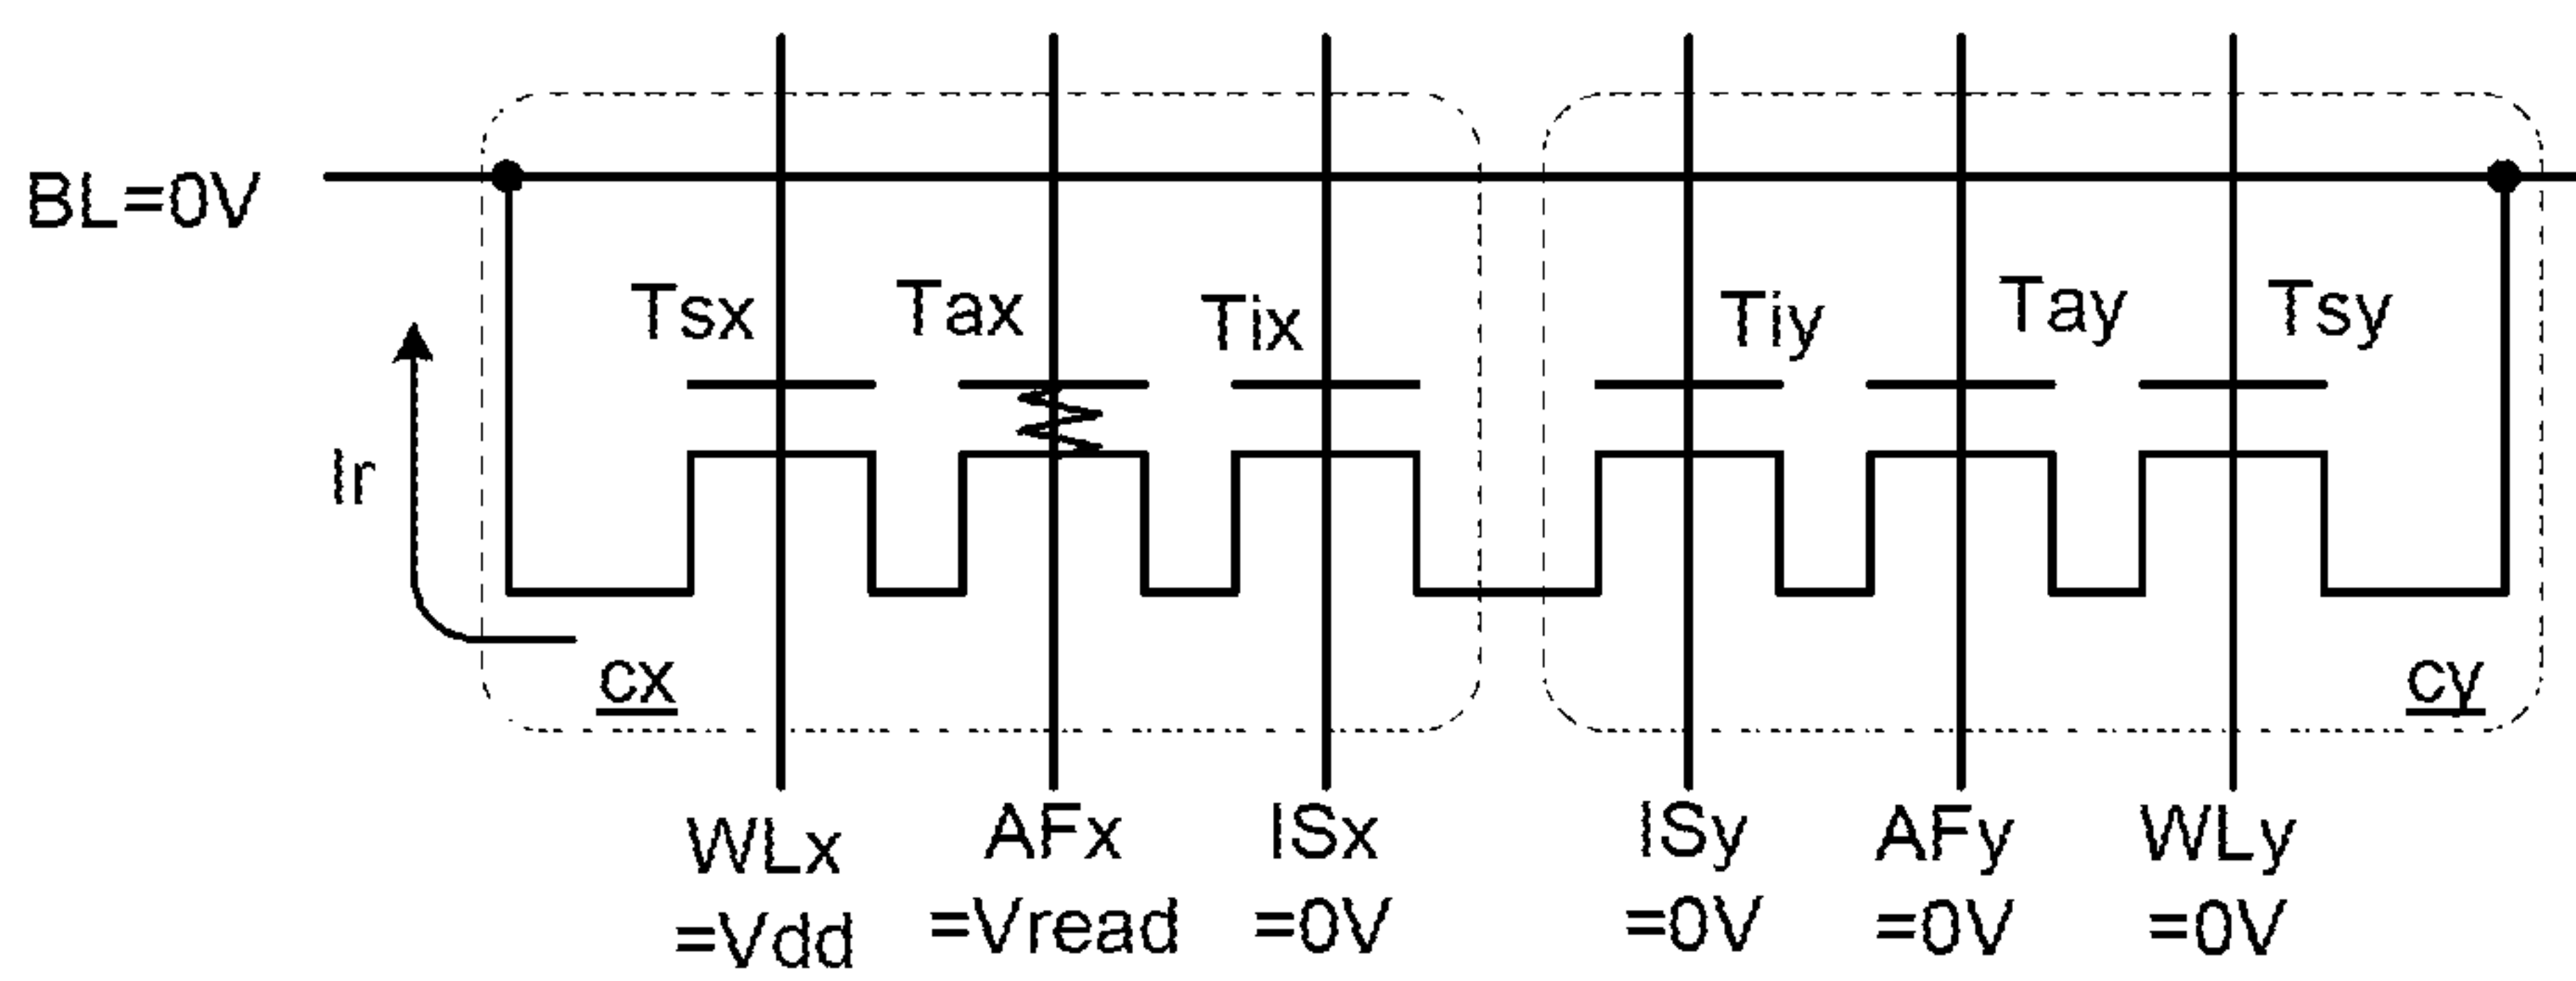 BL=0V
Tsx Tax Tix Tiy Tay Tsy
Ir
cx cy
WLx AFx ISx ISy AFy WLy
=Vdd =Vread =0V =0V =0V =0V